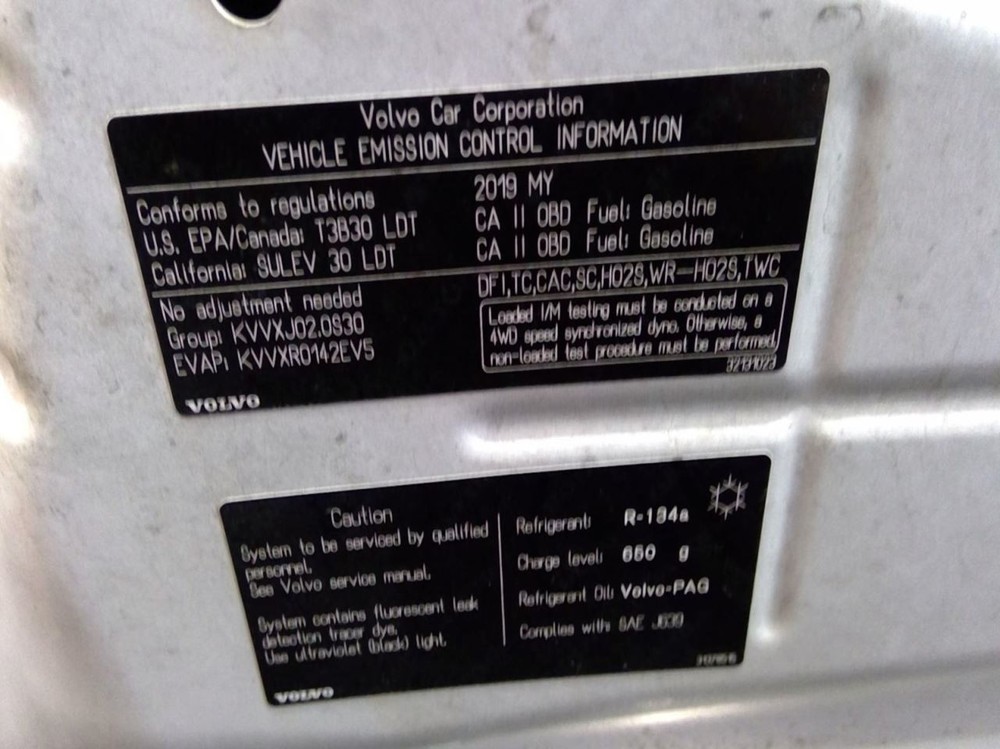 Volvo Car Corporation
VEHICLE EMISSION CONTROL INFORMATION
Conforms to regulations
U.S. EPA/Canada: T3B30 LDT
California: SULEV 30 LDT
2019 MY
CA II OBD Fuel: Gasoline
CA II OBD Fuel: Gasoline
No adjustment needed
Group: KVVXJ02.0S30
EVAP: KVVXR0142EV5
DFI,TC,CAC,SC,HO2S,WR-HO2S,TWC
Loaded I/M testing must be conducted on a
4WD speed synchronized dyno. Otherwise, a
non-loaded test procedure must be performed.
VOLVO
Caution
System to be serviced by qualified
personnel.
See Volvo service manual.
System contains fluorescent leak
detection tracer dye.
Use ultraviolet (black) light.
VOLVO
Refrigerant: R-134a
Charge level: 650 g
Refrigerant Oil: Volvo-PAG
Complies with: SAE J639